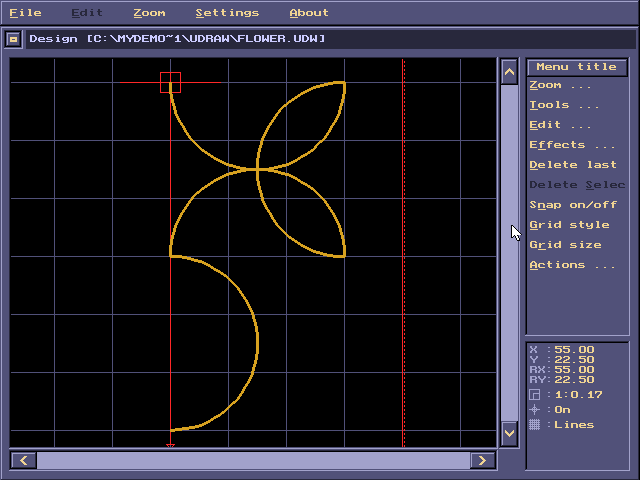 File Edit Zoom Settings About
Design [C:\MYDEMO~1\UDRAW\FLOWER.UDW]
Menu title
Zoom ...
Tools ...
Edit ...
Effects ...
Delete last
Delete Selec
Snap on/off
Grid style
Grid size
Actions ...
X :55.00
Y :22.50
RX:55.00
RY:22.50
:1:0.17
:On
:Lines